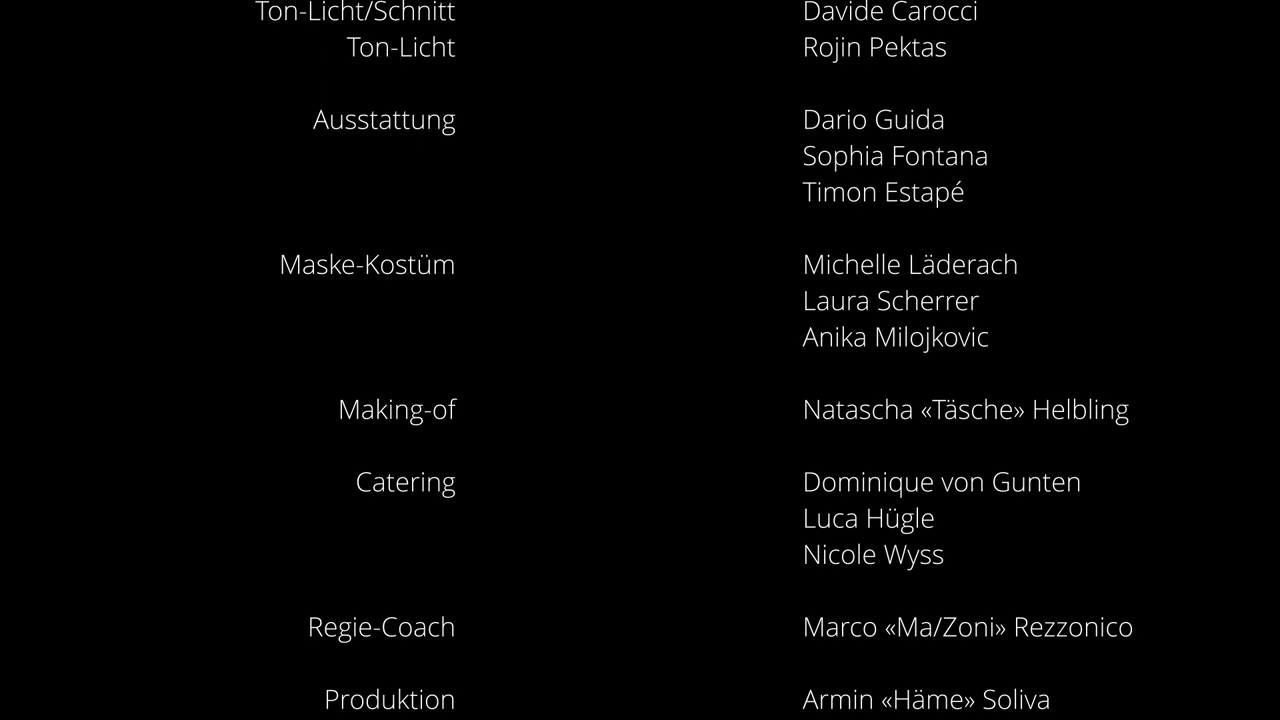 Ton-Licht/Schnitt Davide Carocci
Ton-Licht Rojin Pektas
Ausstattung Dario Guida
Sophia Fontana
Timon Estapé
Maske-Kostüm Michelle Läderach
Laura Scherrer
Anika Milojkovic
Making-of Natascha «Täsche» Helbling
Catering Dominique von Gunten
Luca Hügle
Nicole Wyss
Regie-Coach Marco «Ma/Zoni» Rezzonico
Produktion Armin «Häme» Soliva